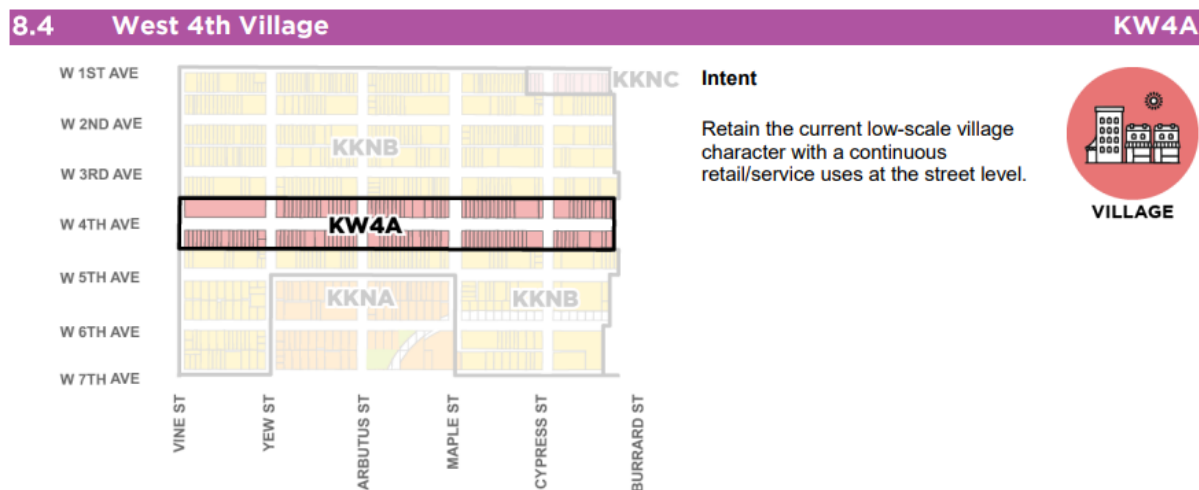 8.4 West 4th Village KW4A
W 1ST AVE
W 2ND AVE
W 3RD AVE
W 4TH AVE
W 5TH AVE
W 6TH AVE
W 7TH AVE
KKNC
KKNB
KW4A
KKNA
KKNB
VINE ST
YEW ST
ARBUTUS ST
MAPLE ST
CYPRESS ST
BURRARD ST
Intent
Retain the current low-scale village
character with a continuous
retail/service uses at the street level.
VILLAGE